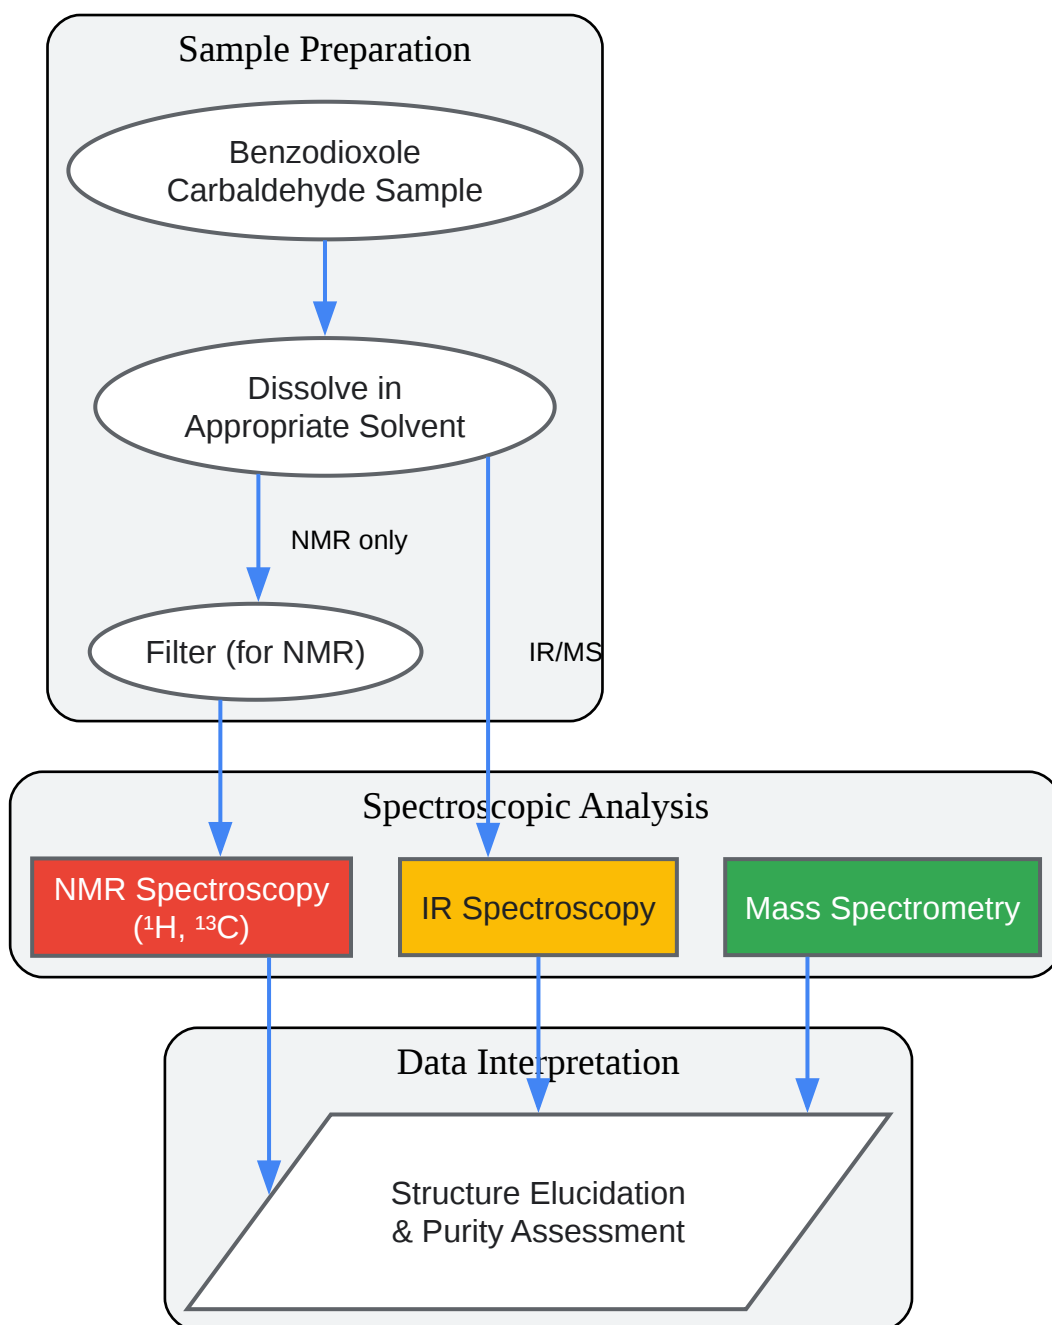 Sample Preparation
Benzodioxole
Carbaldehyde Sample
Dissolve in
Appropriate Solvent
NMR only
Filter (for NMR)
IR/MS
Spectroscopic Analysis
NMR Spectroscopy
(¹H, ¹³C)
IR Spectroscopy
Mass Spectrometry
Data Interpretation
Structure Elucidation
& Purity Assessment